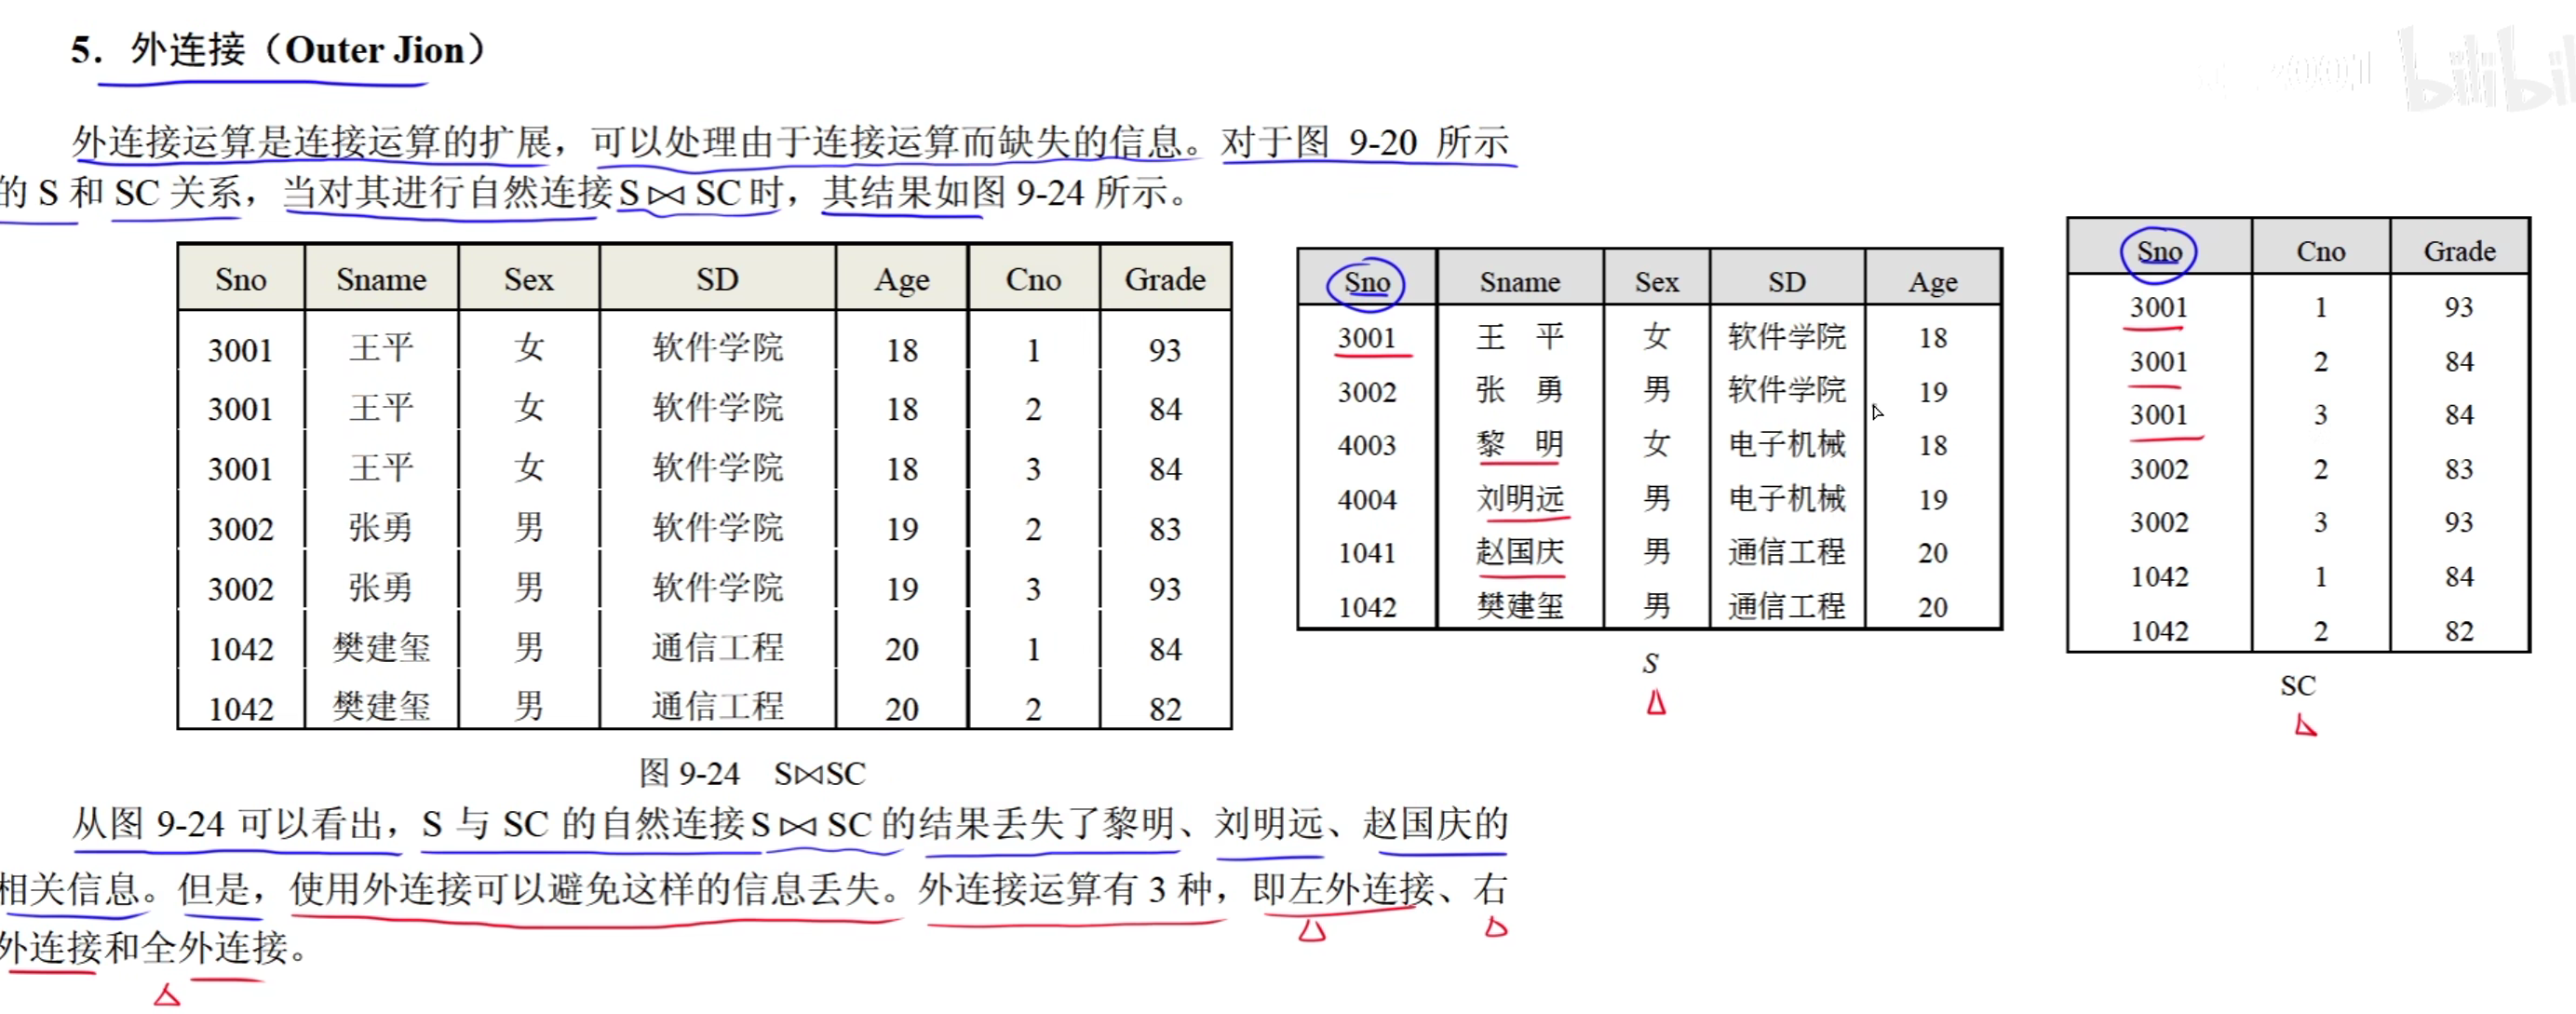 5. 外连接（Outer Jion）
外连接运算是连接运算的扩展，可以处理由于连接运算而缺失的信息。对于图 9-20 所示
的 S 和 SC 关系，当对其进行自然连接S⋈SC时，其结果如图 9-24 所示。
Sno Sname Sex SD Age Cno Grade
3001 王平 女 软件学院 18 1 93
3001 王平 女 软件学院 18 2 84
3001 王平 女 软件学院 18 3 84
3002 张勇 男 软件学院 19 2 83
3002 张勇 男 软件学院 19 3 93
1042 樊建玺 男 通信工程 20 1 84
1042 樊建玺 男 通信工程 20 2 82
图 9-24 S⋈SC
Sno Sname Sex SD Age
3001 王 平 女 软件学院 18
3002 张 勇 男 软件学院 19
4003 黎 明 女 电子机械 18
4004 刘明远 男 电子机械 19
1041 赵国庆 男 通信工程 20
1042 樊建玺 男 通信工程 20
S
Sno Cno Grade
3001 1 93
3001 2 84
3001 3 84
3002 2 83
3002 3 93
1042 1 84
1042 2 82
SC
从图 9-24 可以看出，S 与 SC 的自然连接S⋈SC的结果丢失了黎明、刘明远、赵国庆的
相关信息。但是，使用外连接可以避免这样的信息丢失。外连接运算有 3 种，即左外连接、右
外连接和全外连接。